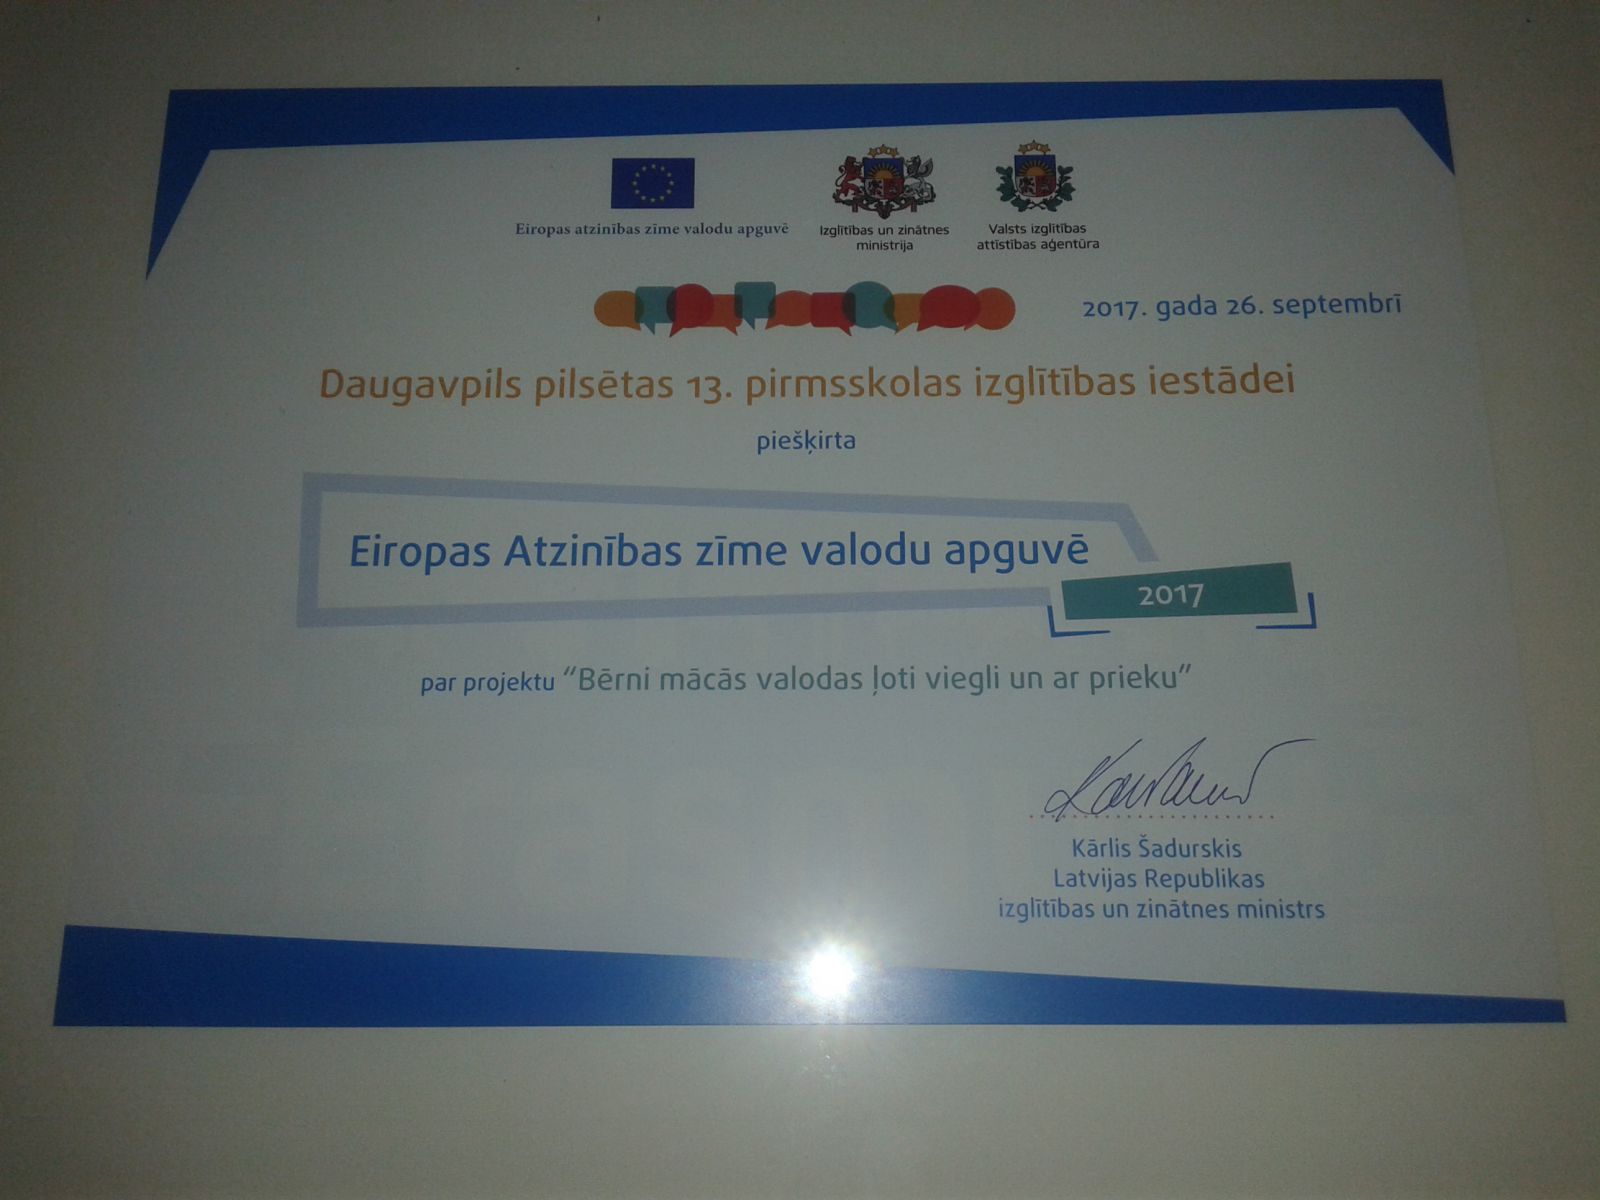 Eiropas atzinības zīme valodu apguvē
Izglītības un zinātnes
ministrija
Valsts izglītības
attīstības aģentūra
2017. gada 26. septembrī
Daugavpils pilsētas 13. pirmsskolas izglītības iestādei
piešķirta
Eiropas Atzinības zīme valodu apguvē
2017
par projektu “Bērni mācās valodas ļoti viegli un ar prieku”
Kārlis Šadurskis
Latvijas Republikas
izglītības un zinātnes ministrs